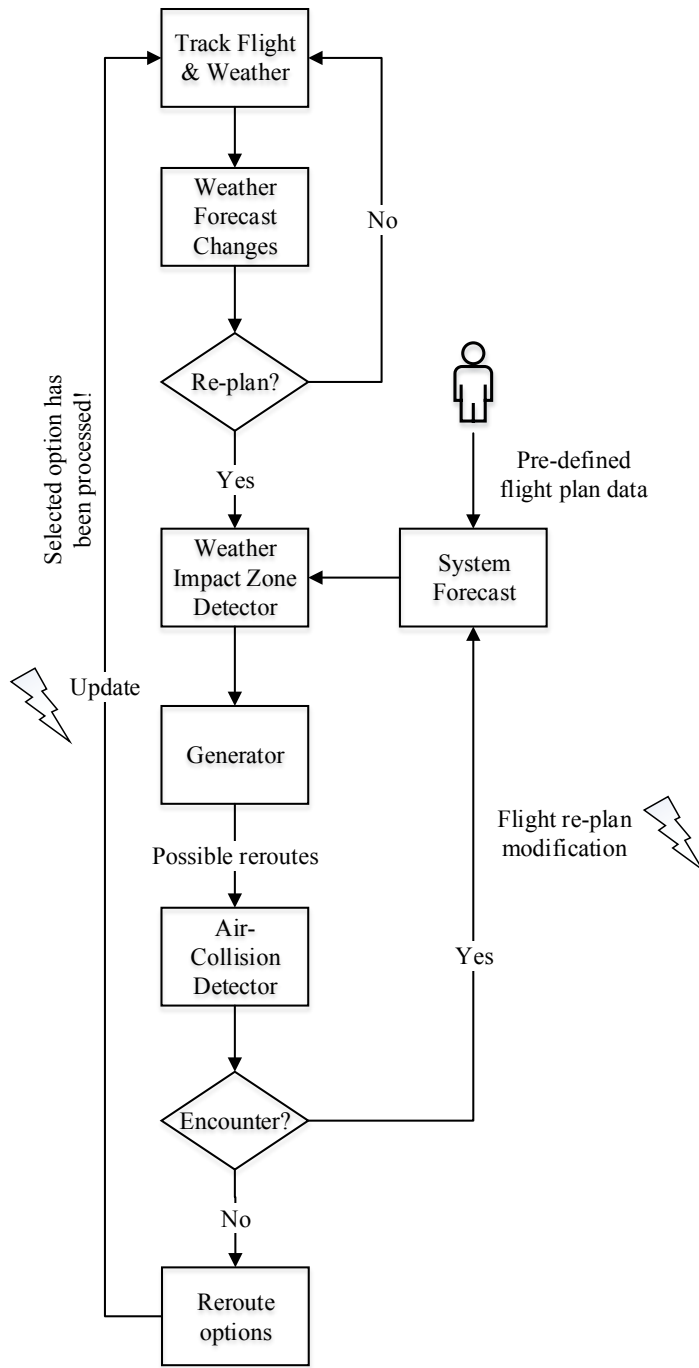 Track Flight
& Weather
Weather
Forecast
Changes
No
Re-plan?
Selected option has
been processed!
Yes
Pre-defined
flight plan data
Weather
Impact Zone
Detector
System
Forecast
Update
Generator
Flight re-plan
modification
Possible reroutes
Air-
Collision
Detector
Yes
Encounter?
No
Reroute
options